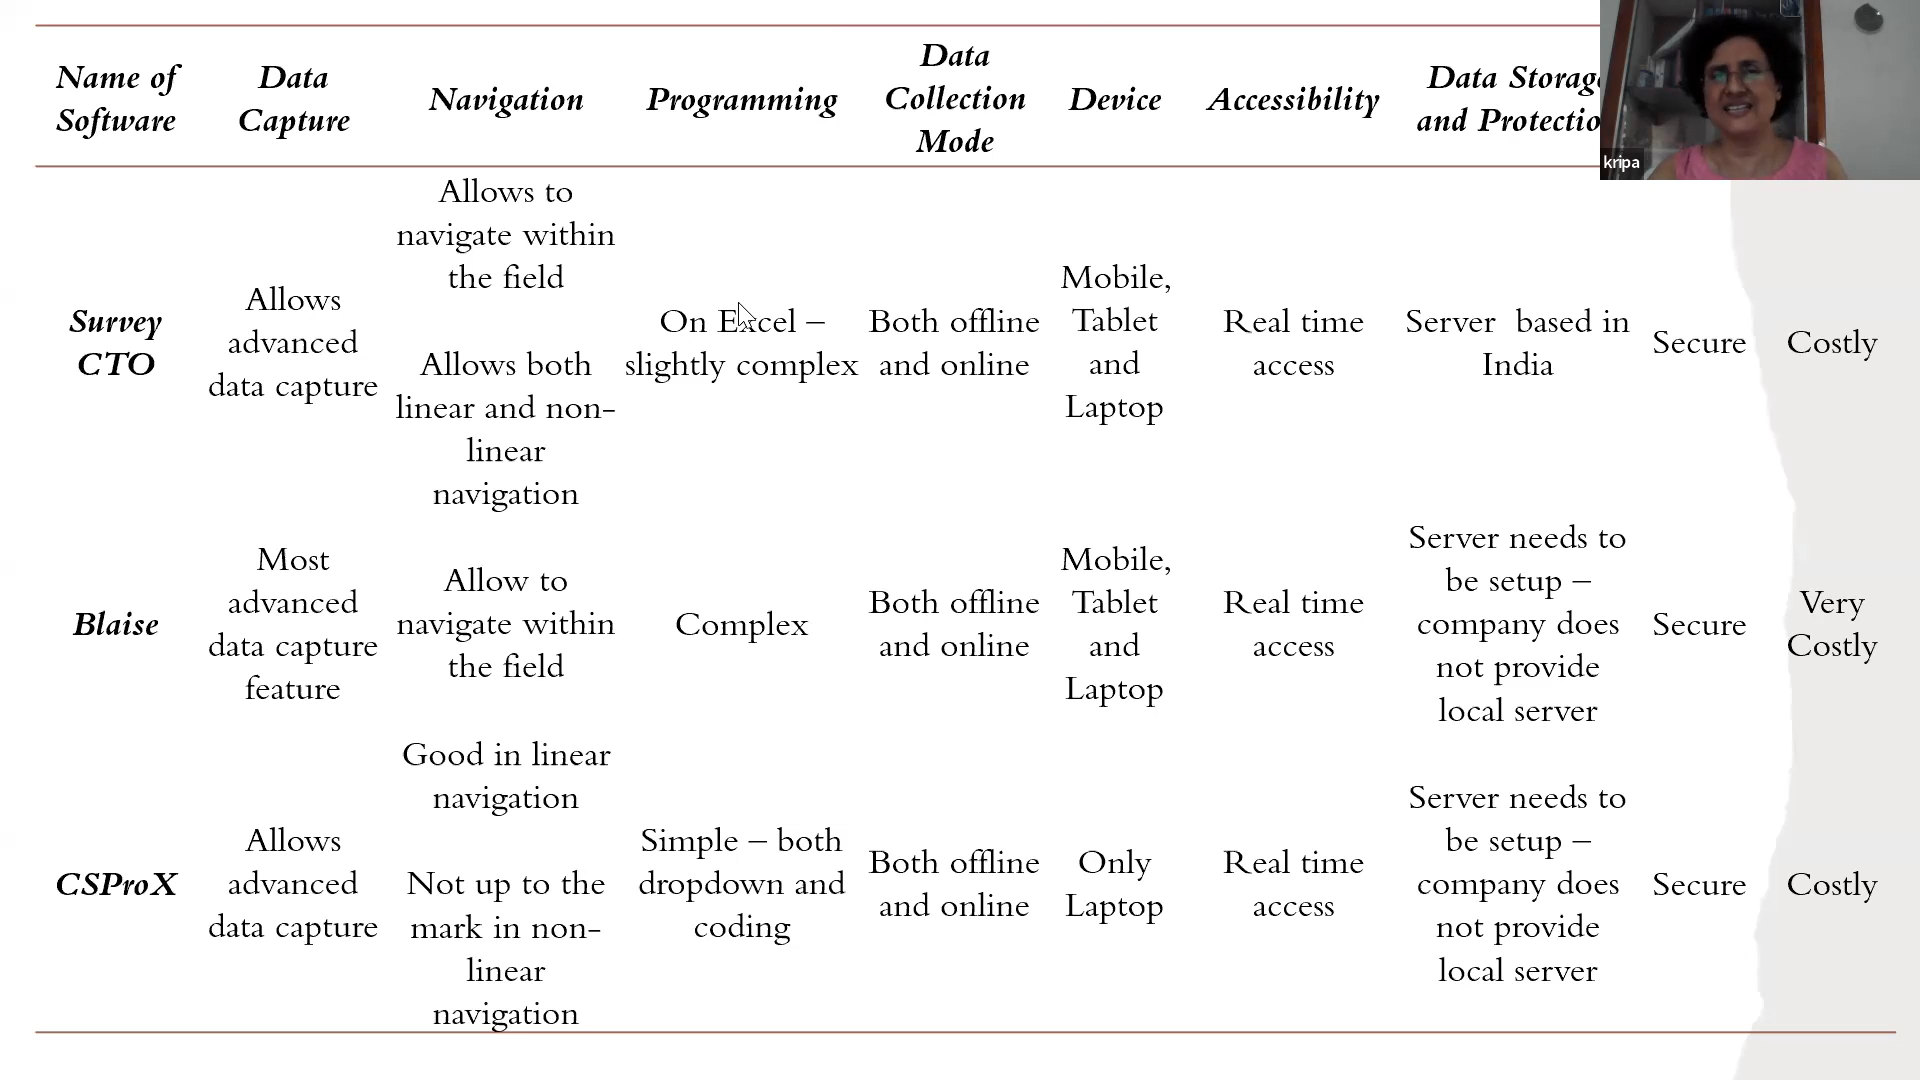 Name of
Software
Data
Capture
Navigation
Programming
Data
Collection
Mode
Device
Accessibility
Data Storage
and Protectio
kripa
Survey
CTO
Allows
advanced
data capture
Allows to
navigate within
the field
Allows both
linear and non-
linear
navigation
On Excel –
slightly complex
Both offline
and online
Mobile,
Tablet
and
Laptop
Real time
access
Server based in
India
Secure
Costly
Blaise
Most
advanced
data capture
feature
Allow to
navigate within
the field
Complex
Both offline
and online
Mobile,
Tablet
and
Laptop
Real time
access
Server needs to
be setup –
company does
not provide
local server
Secure
Very
Costly
CSProX
Allows
advanced
data capture
Good in linear
navigation
Not up to the
mark in non-
linear
navigation
Simple – both
dropdown and
coding
Both offline
and online
Only
Laptop
Real time
access
Server needs to
be setup –
company does
not provide
local server
Secure
Costly